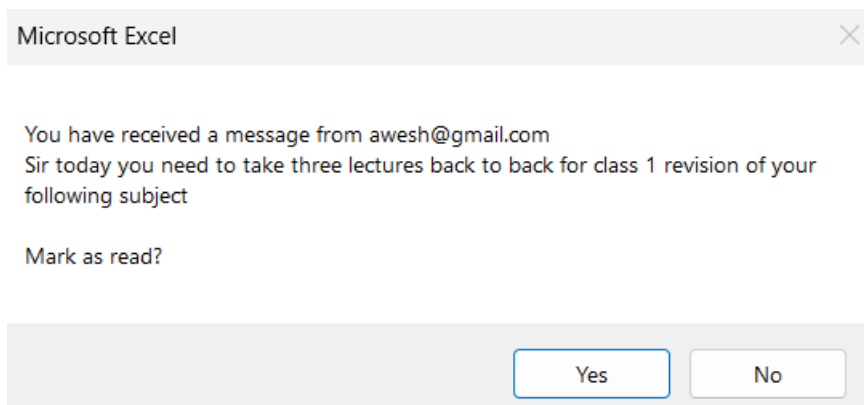 Microsoft Excel
You have received a message from awesh@gmail.com
Sir today you need to take three lectures back to back for class 1 revision of your
following subject
Mark as read?
Yes
No